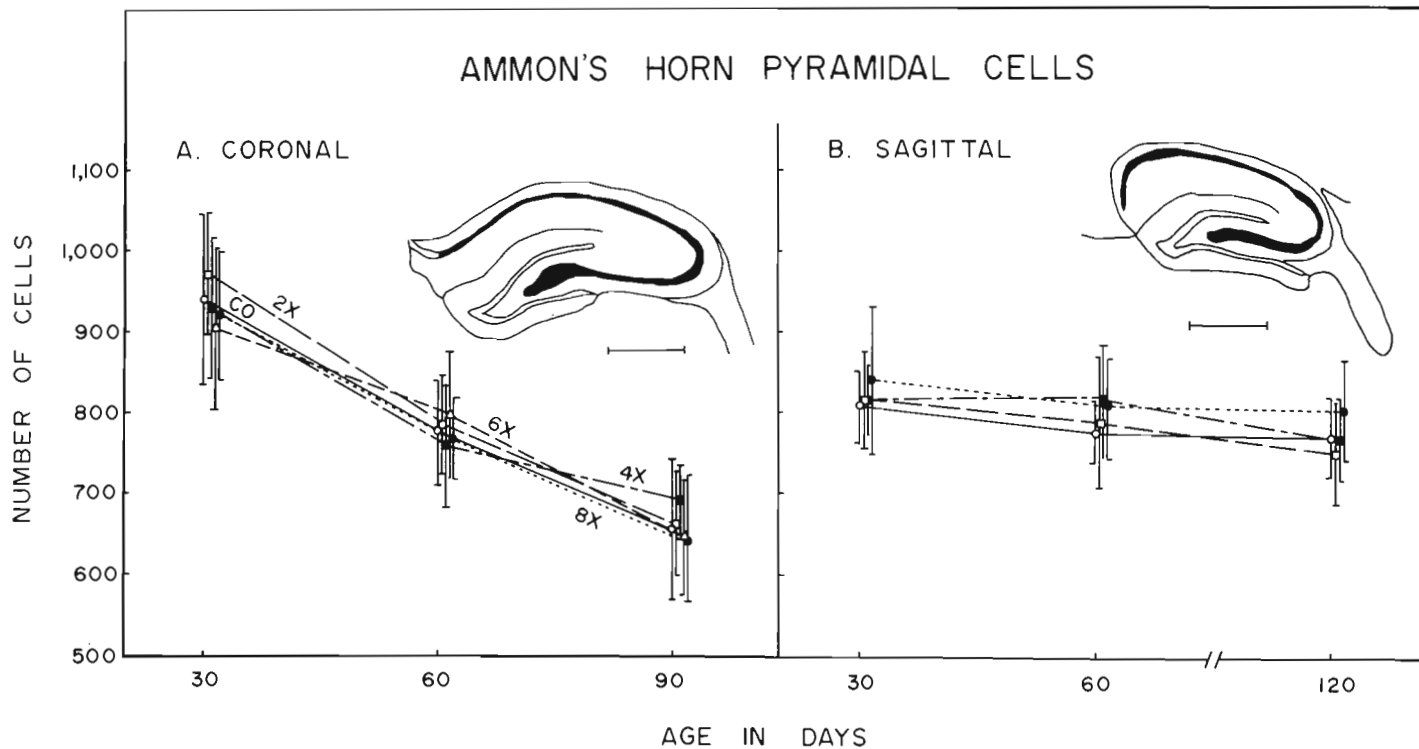 AMMON'S HORN PYRAMIDAL CELLS
A. CORONAL
B. SAGITTAL
NUMBER OF CELLS
1,100
1,000
900
800
700
600
500
2X
CO
6X
4X
8X
30
60
90
30
60
120
AGE IN DAYS